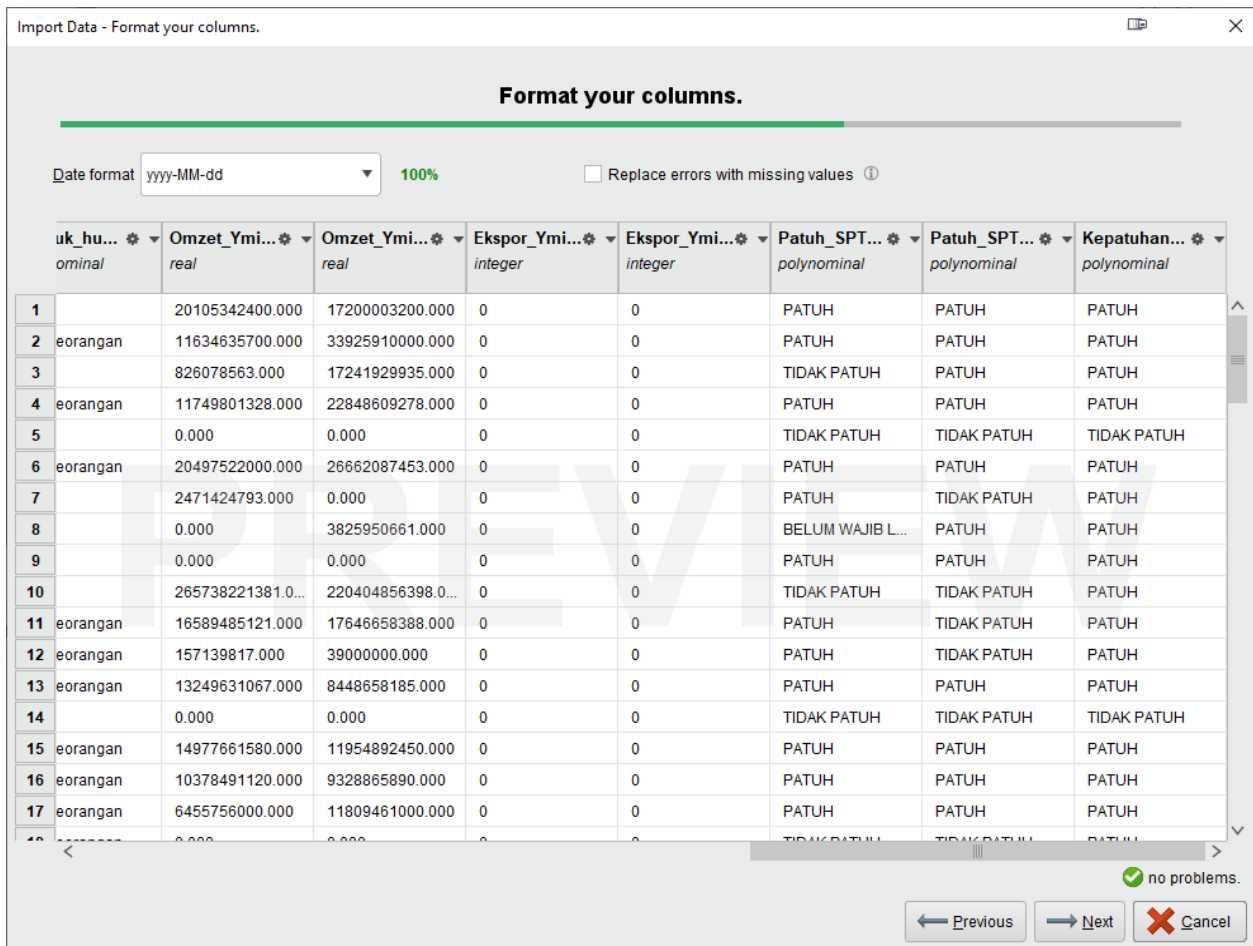 Import Data - Format your columns.
Format your columns.
Date format yyyy-MM-dd 100% Replace errors with missing values
uk_hu... Omzet_Ymi... Omzet_Ymi... Ekspor_Ymi... Ekspor_Ymi... Patuh_SPT... Patuh_SPT... Kepatuhan...
ominal real real integer integer polynominal polynominal polynominal
1 20105342400.000 17200003200.000 0 0 PATUH PATUH PATUH
2 eorangan 11634635700.000 33925910000.000 0 0 PATUH PATUH PATUH
3 826078563.000 17241929935.000 0 0 TIDAK PATUH PATUH PATUH
4 eorangan 11749801328.000 22848609278.000 0 0 PATUH PATUH PATUH
5 0.000 0.000 0 0 TIDAK PATUH TIDAK PATUH TIDAK PATUH
6 eorangan 20497522000.000 26662087453.000 0 0 PATUH PATUH PATUH
7 2471424793.000 0.000 0 0 PATUH TIDAK PATUH PATUH
8 0.000 3825950661.000 0 0 BELUM WAJIB L... PATUH PATUH
9 0.000 0.000 0 0 PATUH PATUH PATUH
10 265738221381.0... 220404856398.0... 0 0 TIDAK PATUH TIDAK PATUH PATUH
11 eorangan 16589485121.000 17646658388.000 0 0 PATUH TIDAK PATUH PATUH
12 eorangan 157139817.000 39000000.000 0 0 PATUH TIDAK PATUH PATUH
13 eorangan 13249631067.000 8448658185.000 0 0 PATUH PATUH PATUH
14 0.000 0.000 0 0 TIDAK PATUH TIDAK PATUH TIDAK PATUH
15 eorangan 14977661580.000 11954892450.000 0 0 PATUH PATUH PATUH
16 eorangan 10378491120.000 9328865890.000 0 0 PATUH PATUH PATUH
17 eorangan 6455756000.000 11809461000.000 0 0 PATUH PATUH PATUH
PREVIEW
no problems.
Previous Next Cancel